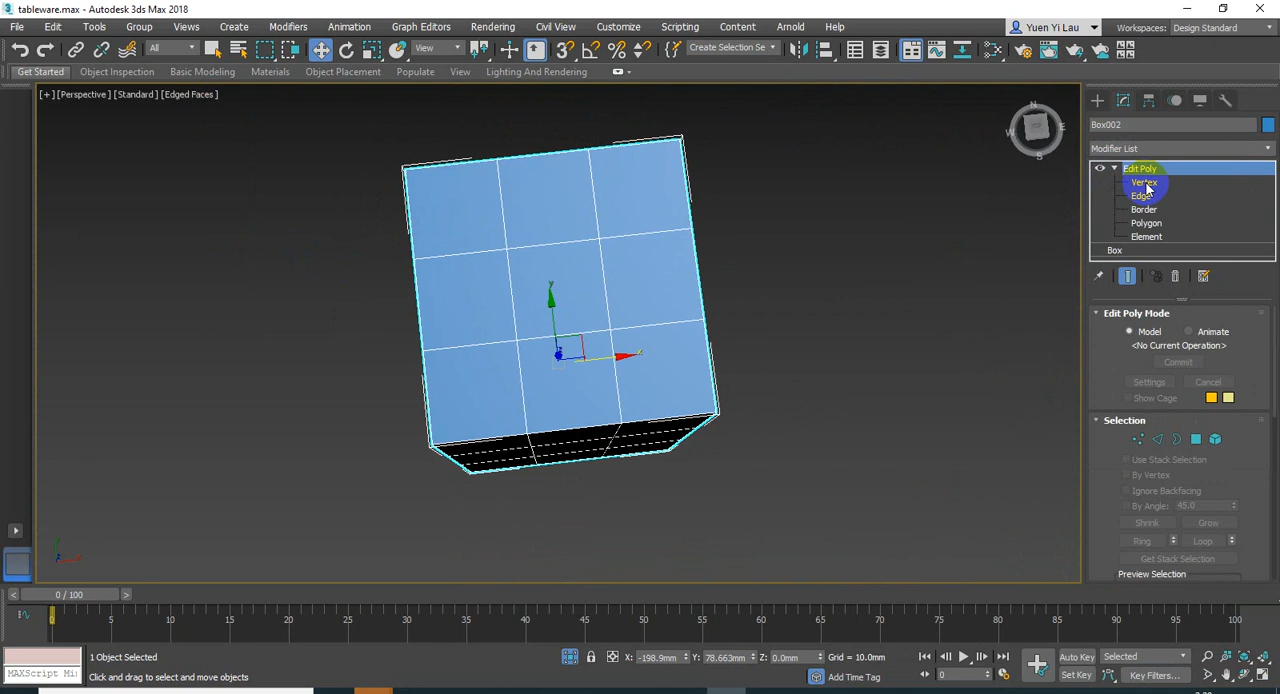 tableware.max - Autodesk 3ds Max 2018
File Edit Tools Group Views Create Modifiers Animation Graph Editors Rendering Civil View Customize Scripting Content Arnold Help Yuen Yi Lau Workspaces: Design Standard
All View Create Selection Se
Get Started Object Inspection Basic Modeling Materials Object Placement Populate View Lighting And Rendering
[+] [Perspective] [Standard] [Edged Faces]
N
W E
S
Box002
Modifier List
Edit Poly
Vertex
Edge
Border
Polygon
Element
Box
Edit Poly Mode
Model Animate
<No Current Operation>
Commit
Settings Cancel
Show Cage
Selection
Use Stack Selection
By Vertex
Ignore Backfacing
By Angle: 45.0
Shrink Grow
Ring Loop
Get Stack Selection
Preview Selection
y
x
z
< 0 / 100 >
0 5 10 15 20 25 30 35 40 45 50 55 60 65 70 75 80 85 90 95 100
1 Object Selected X: -198.9mm Y: 78.663mm Z: 0.0mm Grid = 10.0mm Auto Key Selected
MAXScript Mi Click and drag to select and move objects Add Time Tag 0 Set Key Key Filters...